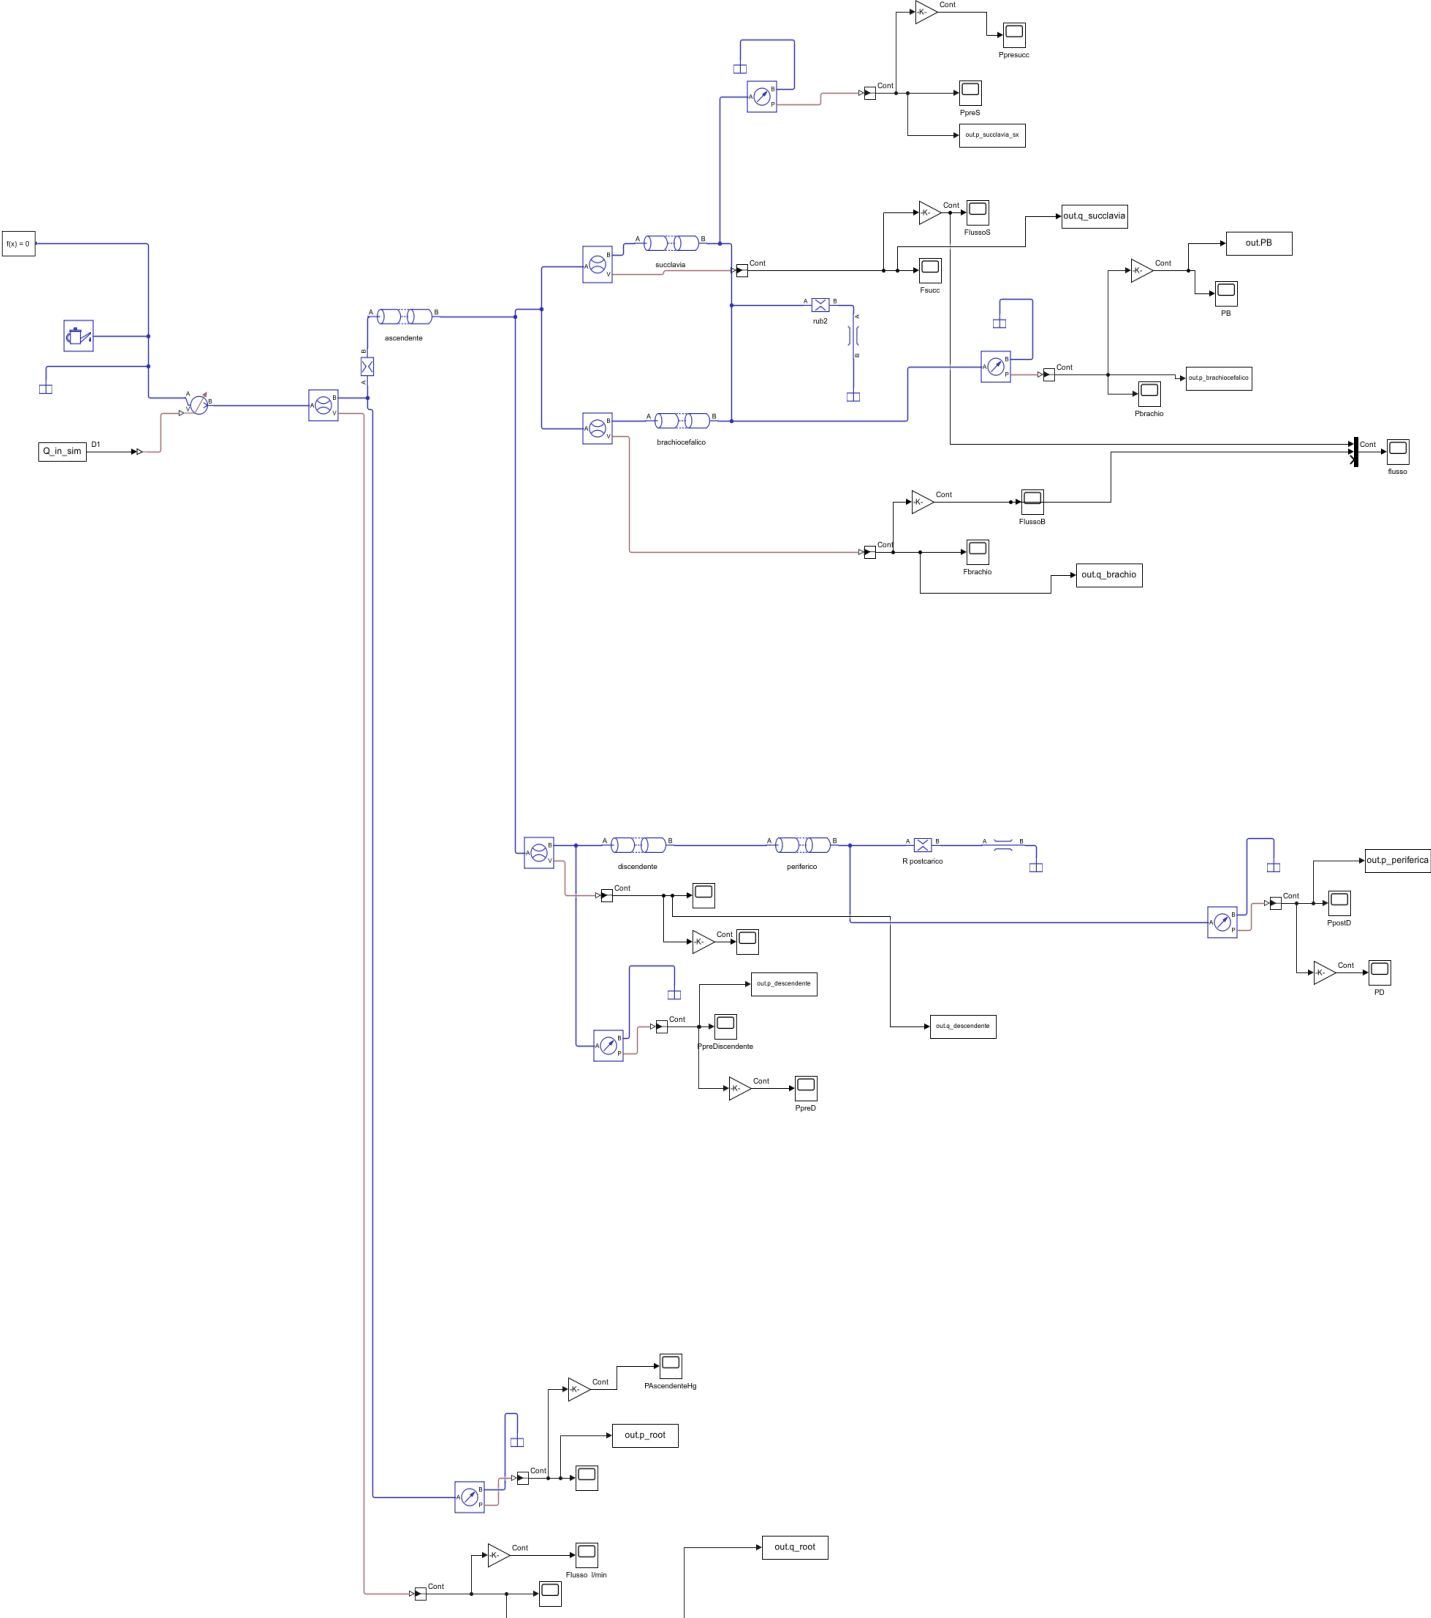 Cont
-K-
Ppresucc
B
A
P
Cont
PpreS
out.p_succlavia_sx
f(x) = 0
-K-
Cont
FlussoS
out.q_succlavia
out.PB
A
B
succlavia
A
B
V
Cont
Fsucc
-K-
Cont
PB
A
B
rub2
A
B
A
B
ascendente
B
A
A
B
P
Cont
out.p_brachiocefalico
Pbrachio
A
V
B
A
B
V
A
B
brachiocefalico
A
B
V
Q_in_sim
D1
Cont
flusso
-K-
Cont
FlussoB
Cont
Fbrachio
out.q_brachio
A
B
V
A
B
discendente
A
B
periferico
A
B
R postcarico
A
B
out.p_periferica
Cont
-K-
Cont
A
B
P
Cont
PpostD
-K-
Cont
PD
out.p_descendente
A
B
P
Cont
PpreDiscendente
out.q_descendente
-K-
Cont
PpreD
-K-
Cont
PAscendenteHg
out.p_root
A
B
P
Cont
-K-
Cont
Flusso l/min
out.q_root
Cont